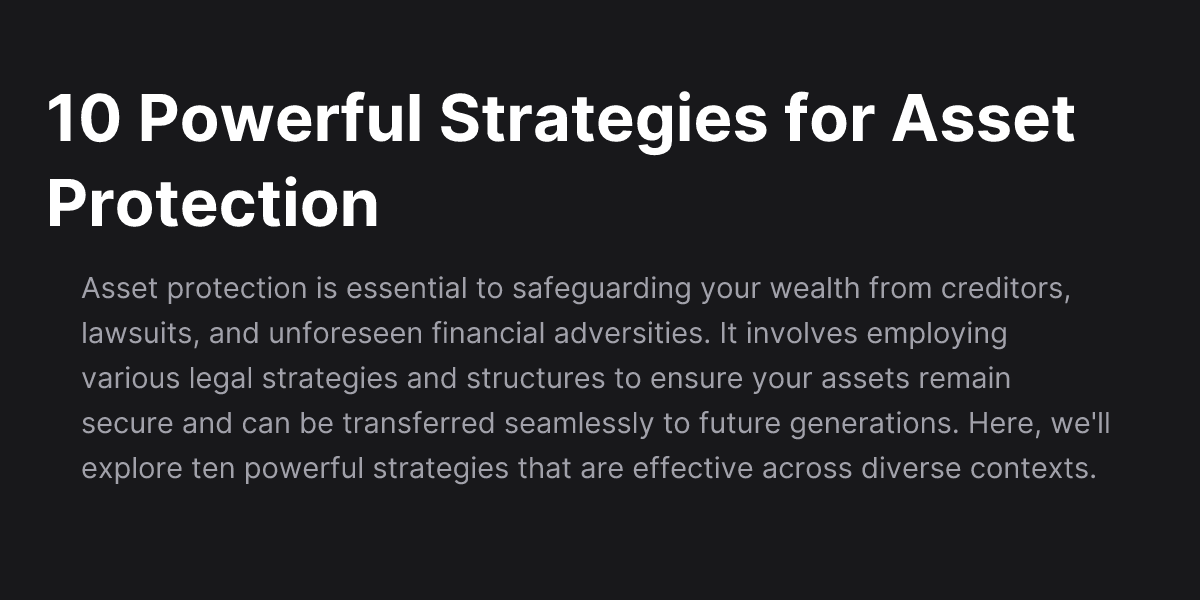 10 Powerful Strategies for Asset
Protection
Asset protection is essential to safeguarding your wealth from creditors,
lawsuits, and unforeseen financial adversities. It involves employing
various legal strategies and structures to ensure your assets remain
secure and can be transferred seamlessly to future generations. Here, we'll
explore ten powerful strategies that are effective across diverse contexts.